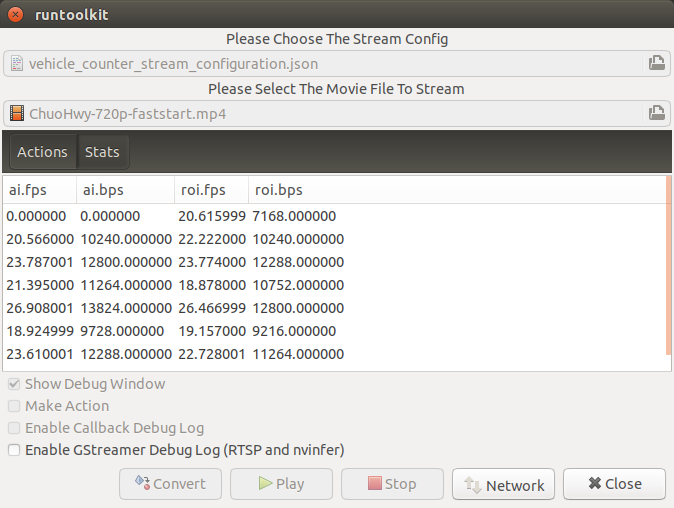 runtoolkit
Please Choose The Stream Config
vehicle_counter_stream_configuration.json
Please Select The Movie File To Stream
ChuoHwy-720p-faststart.mp4
Actions Stats
ai.fps ai.bps roi.fps roi.bps
0.000000 0.000000 20.615999 7168.000000
20.566000 10240.000000 22.222000 10240.000000
23.787001 12800.000000 23.774000 12288.000000
21.395000 11264.000000 18.878000 10752.000000
26.908001 13824.000000 26.466999 12800.000000
18.924999 9728.000000 19.157000 9216.000000
23.610001 12288.000000 22.728001 11264.000000
Show Debug Window
Make Action
Enable Callback Debug Log
Enable GStreamer Debug Log (RTSP and nvinfer)
Convert Play Stop Network Close